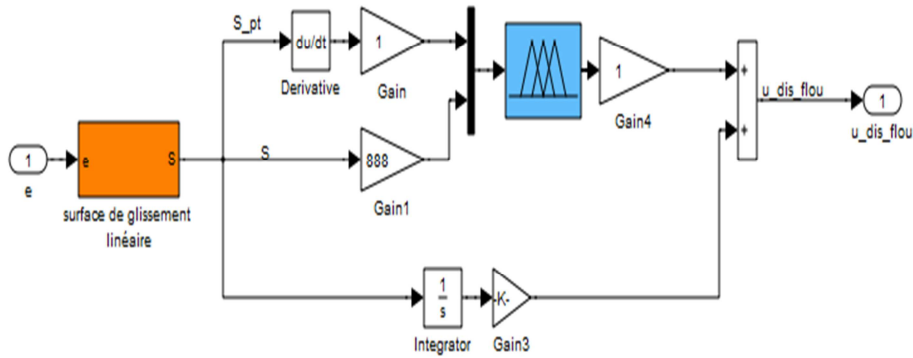 S_pt
du/dt
Derivative
1
Gain
1
Gain4
+
+
u_dis_flou
1
u_dis_flou
1
e
e
S
surface de glissement
linéaire
S
888
Gain1
1
s
Integrator
-K-
Gain3